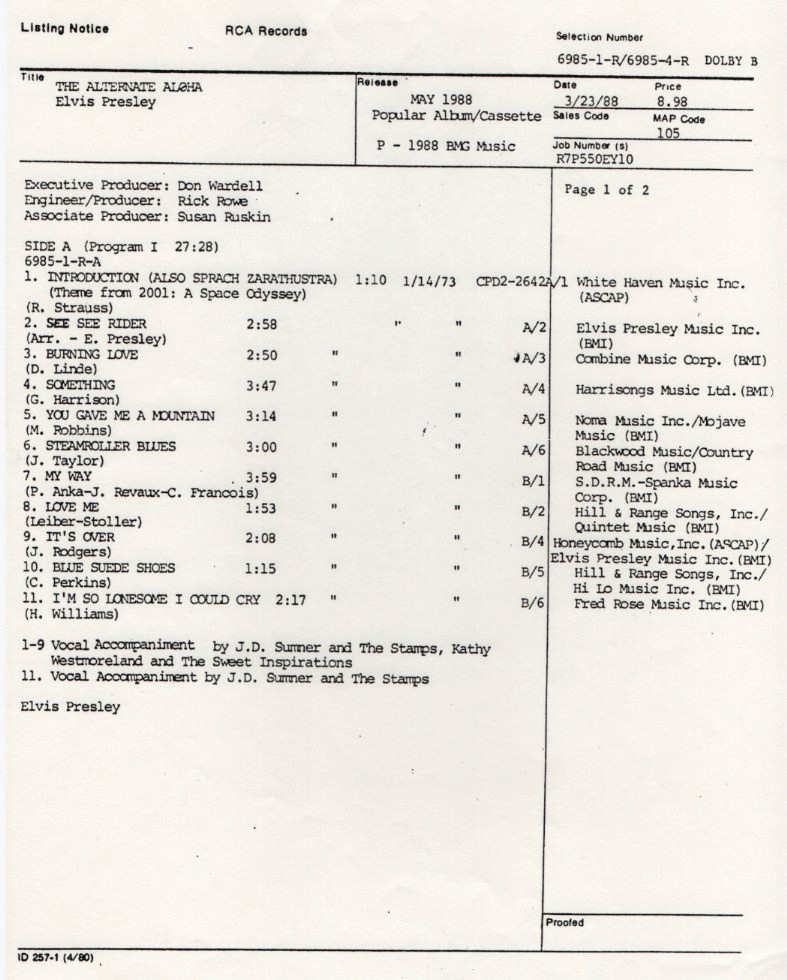 Listing Notice RCA Records Selection Number
6985-1-R/6985-4-R DOLBY B
Title Release Date Price
THE ALTERNATE ALOHA
Elvis Presley MAY 1988 3/23/88 8.98
Popular Album/Cassette Sales Code MAP Code
105
P - 1988 BMG Music Job Number (s)
R7P550EY10
Executive Producer: Don Wardell Page 1 of 2
Engineer/Producer: Rick Rowe
Associate Producer: Susan Ruskin
SIDE A (Program I 27:28)
6985-1-R-A
1. INTRODUCTION (ALSO SPRACH ZARATHUSTRA) 1:10 1/14/73 CPD2-2642A/1 White Haven Music Inc.
(Theme from 2001: A Space Odyssey) (ASCAP)
(R. Strauss)
2. SEE SEE RIDER 2:58 " " A/2 Elvis Presley Music Inc.
(Arr. - E. Presley) (BMI)
3. BURNING LOVE 2:50 " " A/3 Combine Music Corp. (BMI)
(D. Linde)
4. SOMETHING 3:47 " " A/4 Harrisongs Music Ltd.(BMI)
(G. Harrison)
5. YOU GAVE ME A MOUNTAIN 3:14 " " A/5 Noma Music Inc./Mojave
(M. Robbins) Music (BMI)
6. STEAMROLLER BLUES 3:00 " " A/6 Blackwood Music/Country
(J. Taylor) Road Music (BMI)
7. MY WAY 3:59 " " B/1 S.D.R.M.-Spanka Music
(P. Anka-J. Revaux-C. Francois) Corp. (BMI)
8. LOVE ME 1:53 " " B/2 Hill & Range Songs, Inc./
(Leiber-Stoller) Quintet Music (BMI)
9. IT'S OVER 2:08 " " B/4 Honeycomb Music,Inc.(ASCAP)/
(J. Rodgers) Elvis Presley Music Inc.(BMI)
10. BLUE SUEDE SHOES 1:15 " " B/5 Hill & Range Songs, Inc./
(C. Perkins) Hi Lo Music Inc. (BMI)
11. I'M SO LONESOME I COULD CRY 2:17 " " B/6 Fred Rose Music Inc.(BMI)
(H. Williams)
1-9 Vocal Accompaniment by J.D. Sumner and The Stamps, Kathy
Westmoreland and The Sweet Inspirations
11. Vocal Accompaniment by J.D. Sumner and The Stamps
Elvis Presley
Proofed
ID 257-1 (4/80)